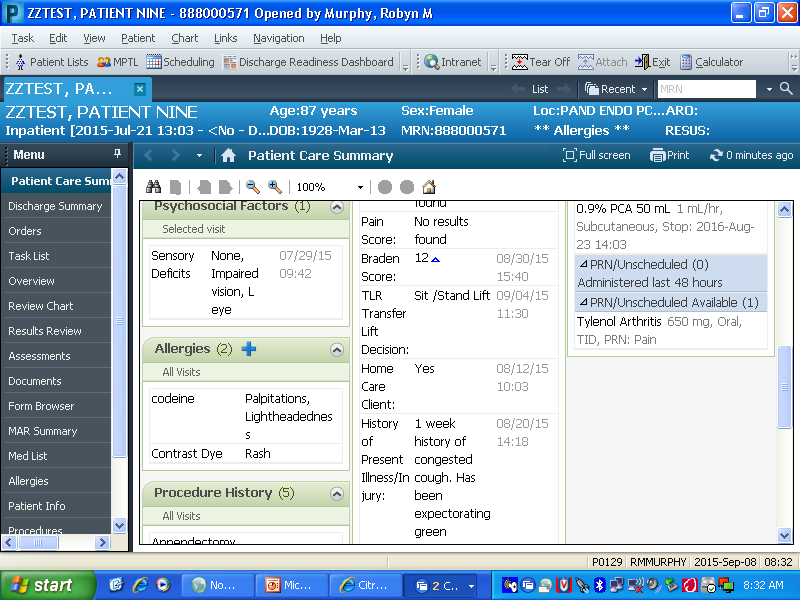 ZZTEST, PATIENT NINE - 888000571 Opened by Murphy, Robyn M
Task Edit View Patient Chart Links Navigation Help
Patient Lists MPTL Scheduling Discharge Readiness Dashboard Intranet Tear Off Attach Exit Calculator
ZZTEST, PA... List Recent MRN
ZZTEST, PATIENT NINE Age:87 years Sex:Female Loc:PAND ENDO PC...ARO:
Inpatient [2015-Jul-21 13:03 - <No - D...DOB:1928-Mar-13 MRN:888000571 ** Allergies ** RESUS:
Menu
Patient Care Summary
Full screen Print 0 minutes ago
Patient Care Summ
Discharge Summary
Orders
Task List
Overview
Review Chart
Results Review
Assessments
Documents
Form Browser
MAR Summary
Med List
Allergies
Patient Info
Procedures
100%
Psychosocial Factors (1)
Selected visit
Sensory Deficits
None, Impaired vision, L eye
07/29/15 09:42
Allergies (2)
All Visits
codeine
Palpitations, Lightheadedness
Contrast Dye Rash
Procedure History (5)
All Visits
Appendectomy
found
Pain Score:
No results found
Braden Score:
12
08/30/15 15:40
TLR Transfer Lift Decision:
Sit /Stand Lift
09/04/15 11:30
Home Care Client:
Yes
08/12/15 10:03
History of Present Illness/Injury:
1 week history of congested cough. Has been expectorating green
08/20/15 14:18
0.9% PCA 50 mL 1 mL/hr,
Subcutaneous, Stop: 2016-Aug-
23 14:03
PRN/Unscheduled (0)
Administered last 48 hours
PRN/Unscheduled Available (1)
Tylenol Arthritis 650 mg, Oral,
TID, PRN: Pain
P0129 RMMURPHY 2015-Sep-08 08:32
start No... Mic... Citr... 2 C... 8:32 AM